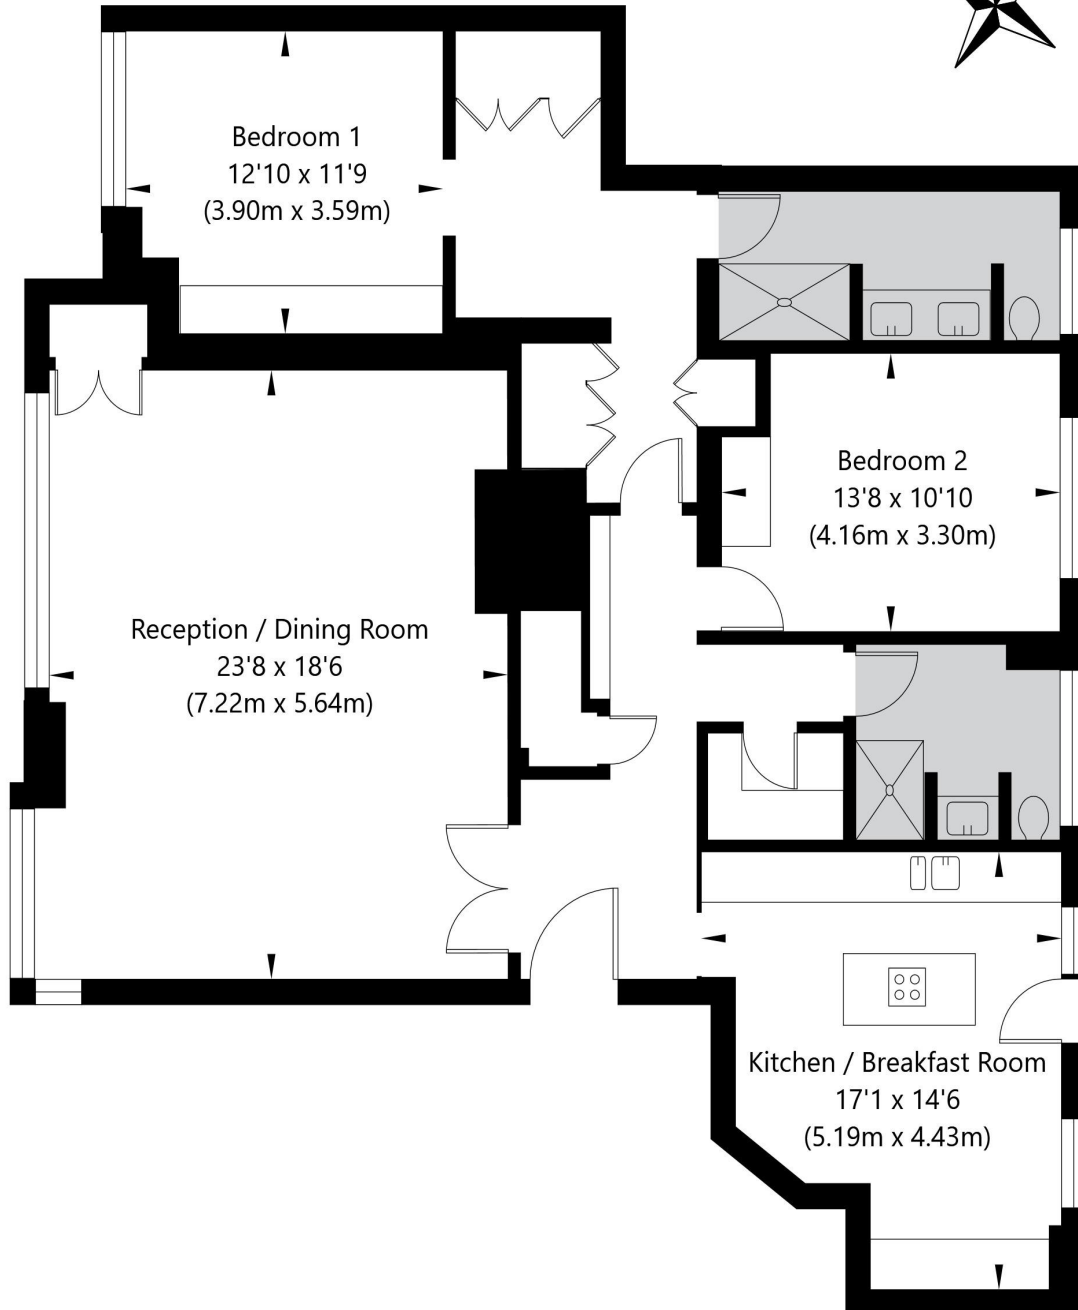 Bedroom 1
12'10 x 11'9
(3.90m x 3.59m)
Bedroom 2
13'8 x 10'10
(4.16m x 3.30m)
Reception / Dining Room
23'8 x 18'6
(7.22m x 5.64m)
Kitchen / Breakfast Room
17'1 x 14'6
(5.19m x 4.43m)